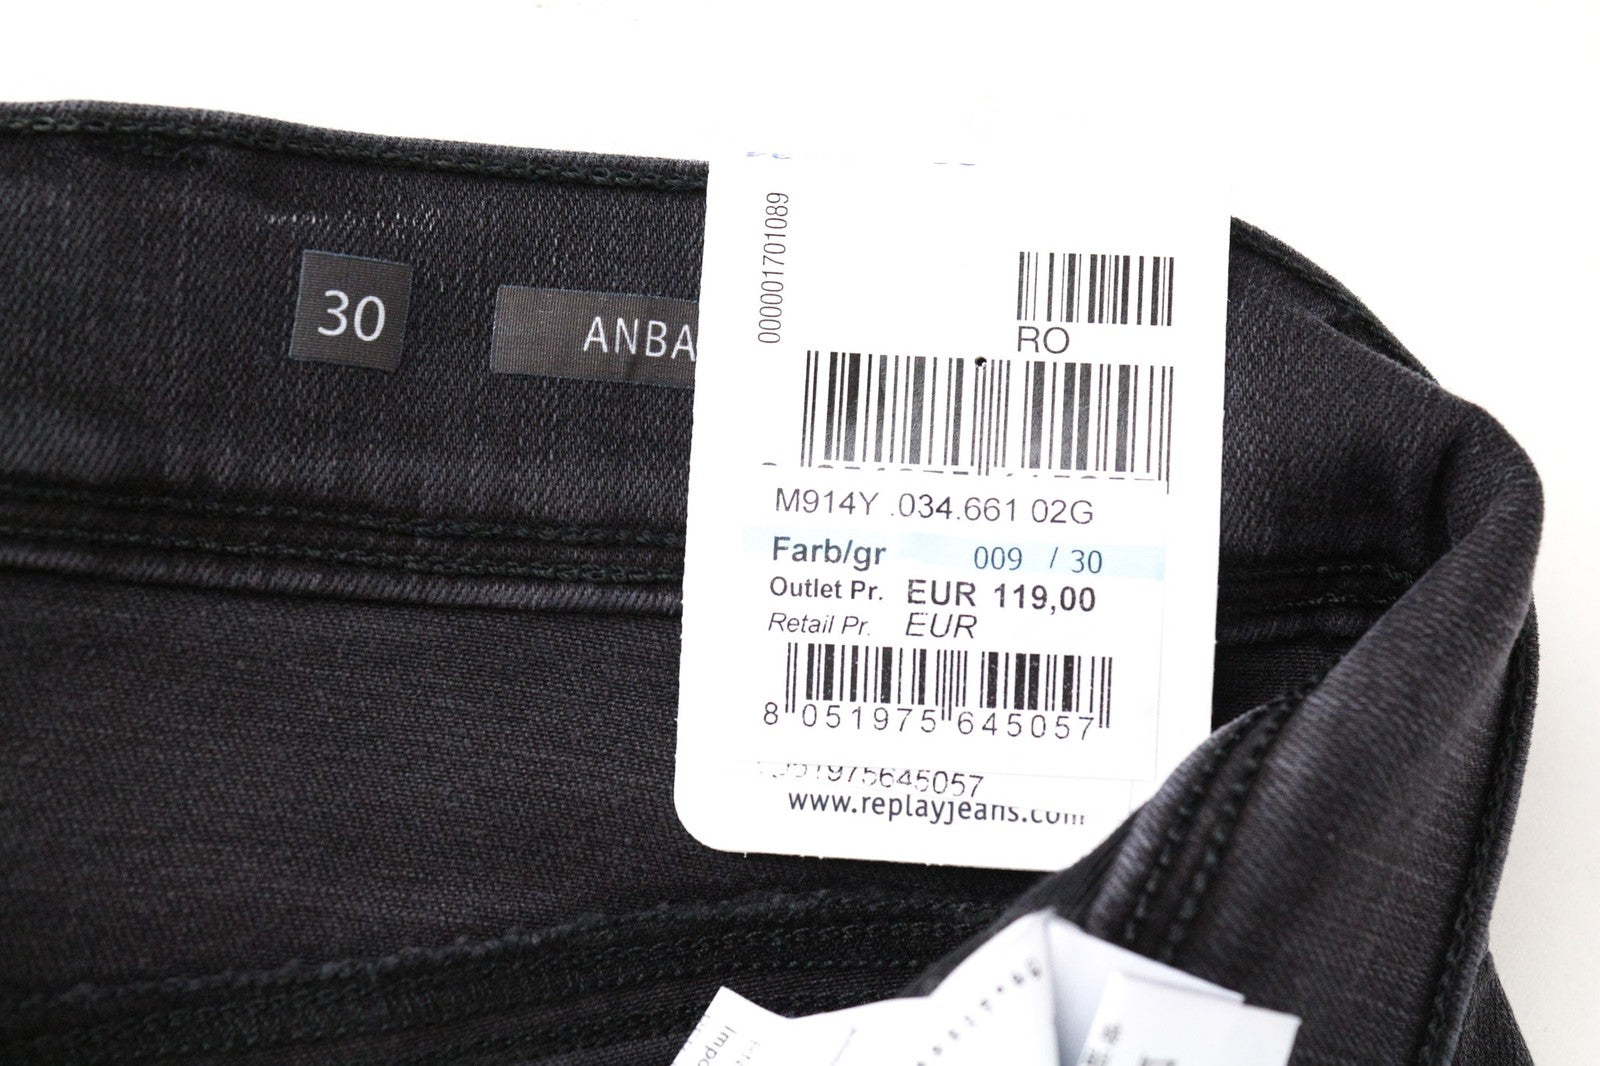 30
ANBA
0000001701089
RO
M914Y .034.661 02G
Farb/gr 009 / 30
Outlet Pr. EUR 119,00
Retail Pr. EUR
8 051975 645057
051975645057
www.replayjeans.com